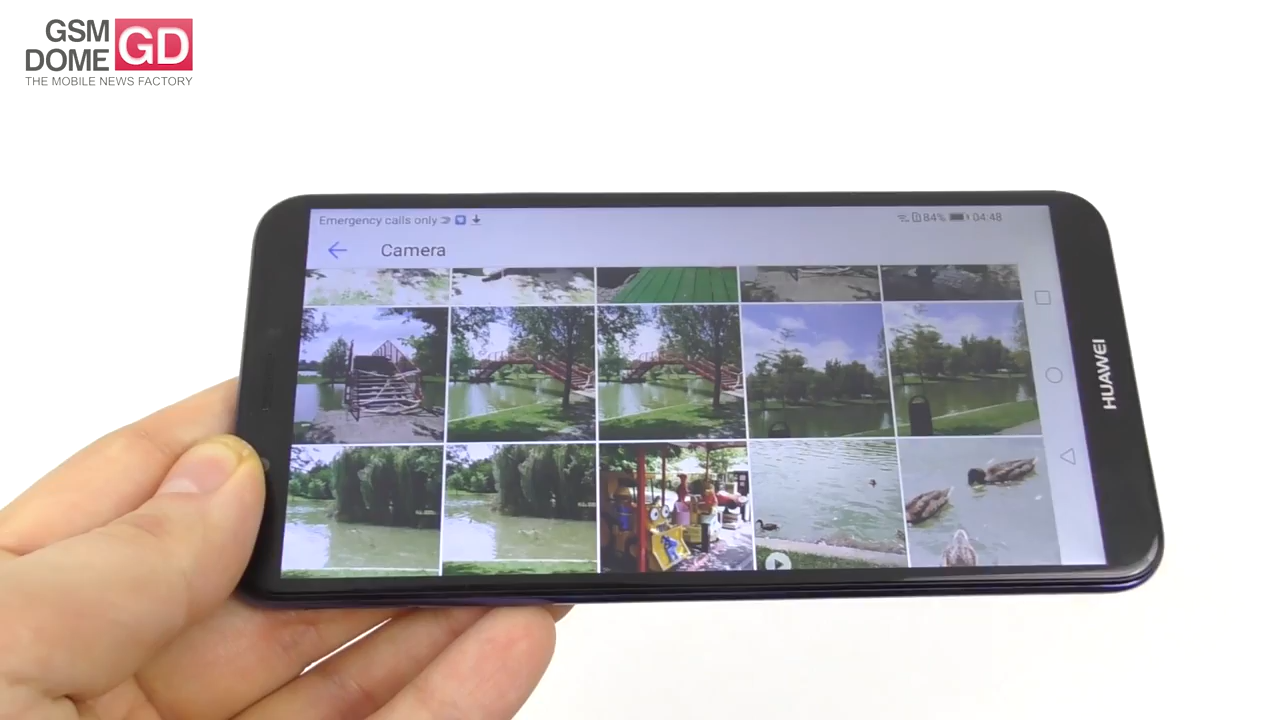 GSM
DOME GD
THE MOBILE NEWS FACTORY
Emergency calls only
84% 04:48
Camera
HUAWEI